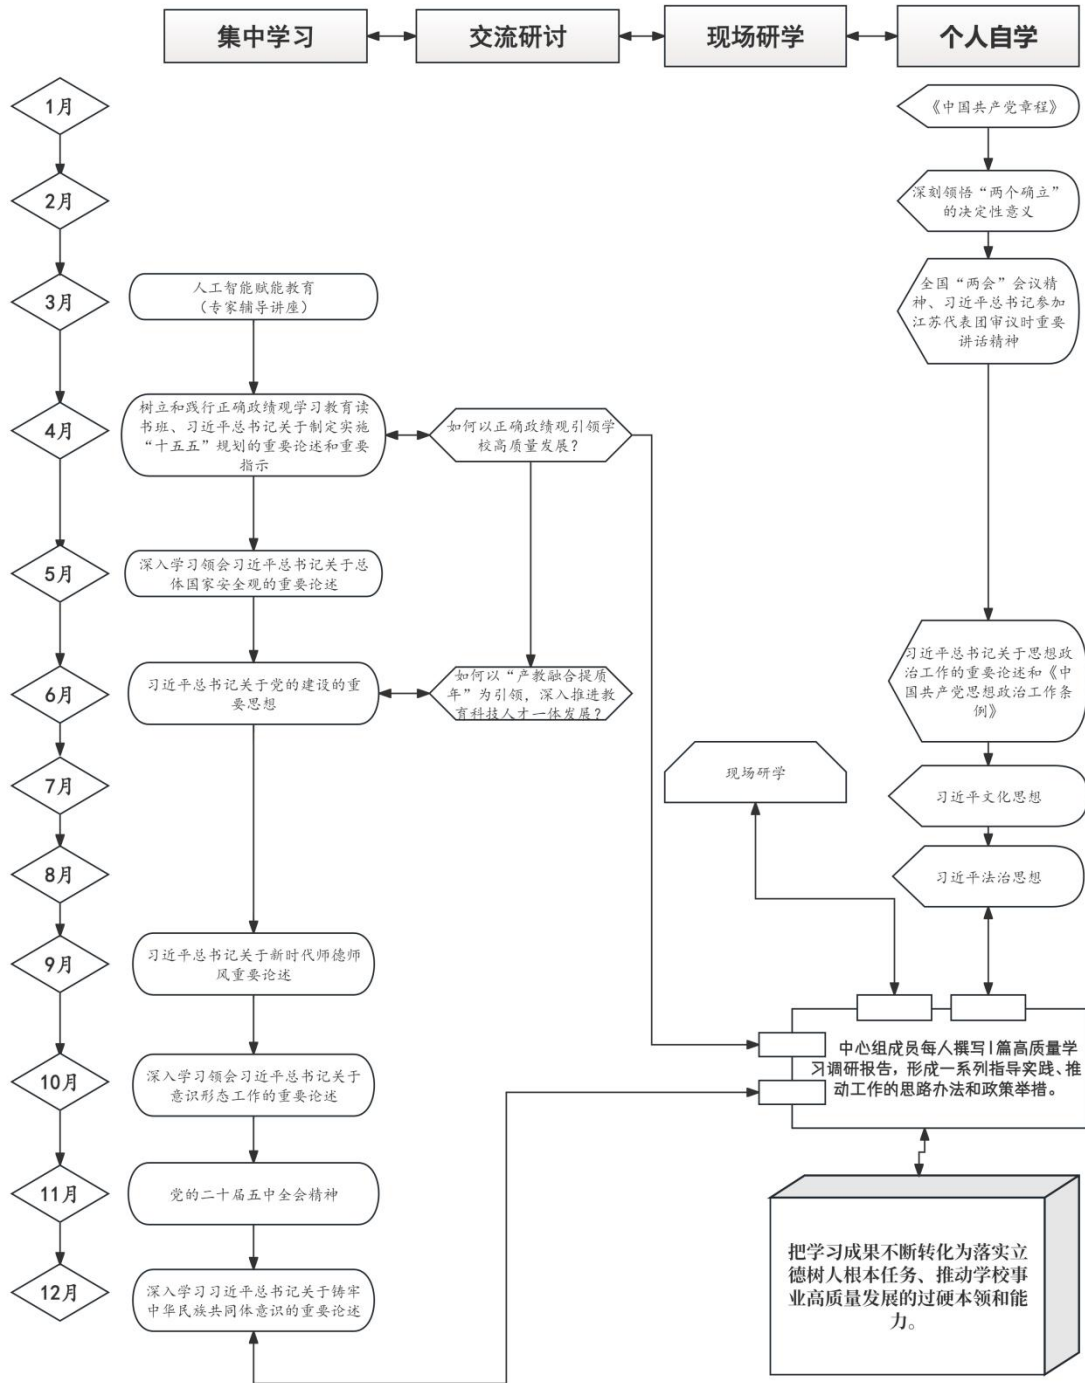 集中学习
交流研讨
现场研学
个人自学
1月
《中国共产党章程》
2月
深刻领悟“两个确立”
的决定性意义
3月
人工智能赋能教育
（专家辅导讲座）
全国“两会”会议精
神、习近平总书记参加
江苏代表团审议时重要
讲话精神
4月
树立和践行正确政绩观学习教育读
书班、习近平总书记关于制定实施
“十五五”规划的重要论述和重要
指示
如何以正确政绩观引领学
校高质量发展？
5月
深入学习领会习近平总书记关于总
体国家安全观的重要论述
6月
习近平总书记关于党的建设的重
要思想
如何以“产教融合提质
年”为引领，深入推进教
育科技人才一体发展？
习近平总书记关于思想政
治工作的重要论述和《中
国共产党思想政治工作条
例》
7月
现场研学
习近平文化思想
8月
习近平法治思想
9月
习近平总书记关于新时代师德师
风重要论述
10月
深入学习领会习近平总书记关于
意识形态工作的重要论述
中心组成员每人撰写1篇高质量学
习调研报告，形成一系列指导实践、推
动工作的思路办法和政策举措。
11月
党的二十届五中全会精神
12月
深入学习习近平总书记关于铸牢
中华民族共同体意识的重要论述
把学习成果不断转化为落实立
德树人根本任务、推动学校事
业高质量发展的过硬本领和能
力。